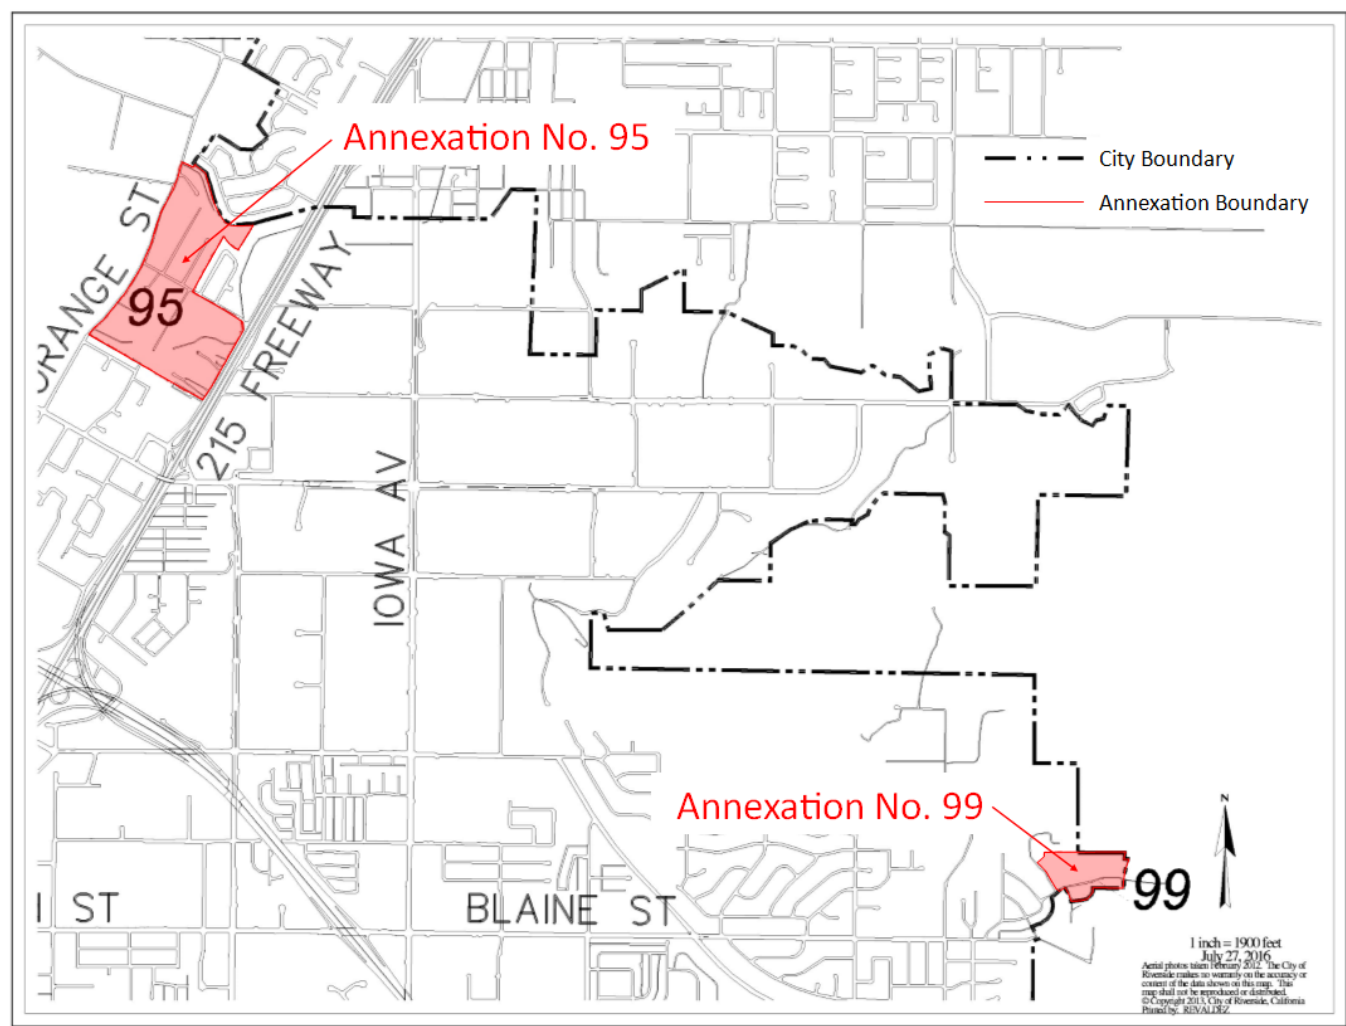 Annexation No. 95
City Boundary
Annexation Boundary
ORANGE ST
95
215 FREEWAY
IOWA AV
Annexation No. 99
N
99
I ST
BLAINE ST
1 inch = 1900 feet
July 27, 2016
Aerial photos taken February 2012. The City of
Riverside makes no warranty on the accuracy or
content of the data shown on this map. This
map shall not be reproduced or distributed.
© Copyright 2013, City of Riverside, California
Printed by: REVALDEZ